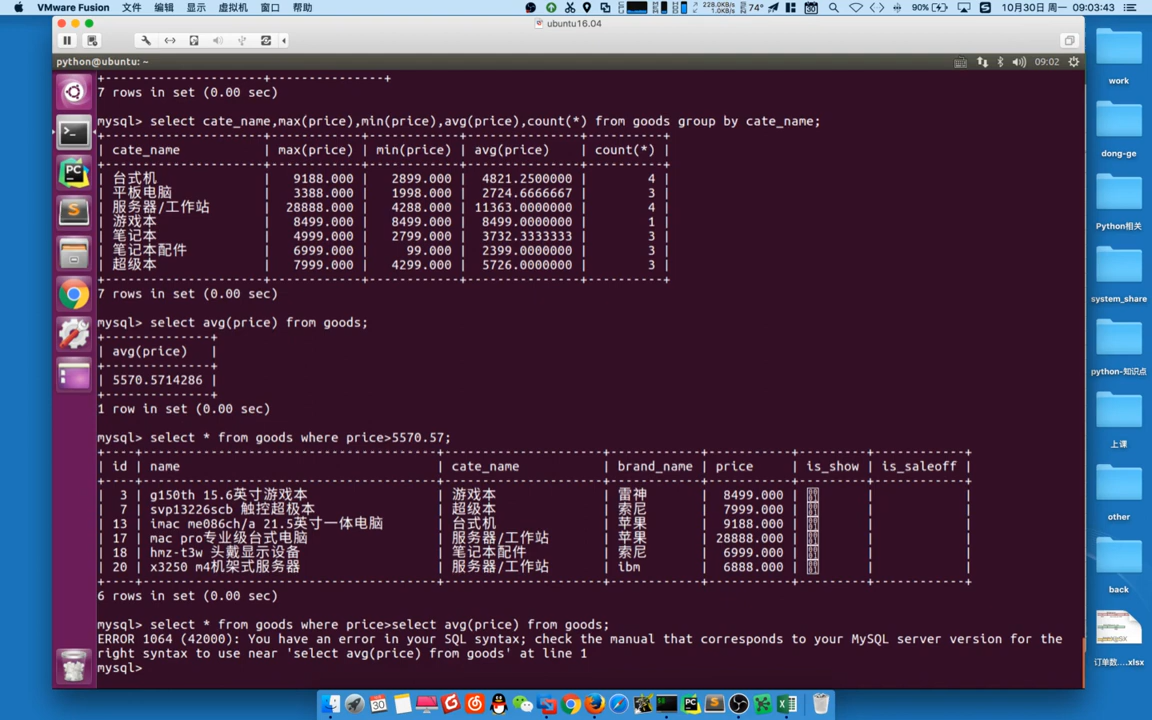 VMware Fusion 文件 编辑 显示 虚拟机 窗口 帮助 228.0KB/s 1.0KB/s 74° 90% 10月30日 周一 09:03:43
ubuntu16.04
python@ubuntu: ~ 09:02
+----------------------+---------------+
7 rows in set (0.00 sec)
mysql> select cate_name,max(price),min(price),avg(price),count(*) from goods group by cate_name;
| cate_name | max(price) | min(price) | avg(price) | count(*) |
| 台式机 | 9188.000 | 2899.000 | 4821.2500000 | 4 |
| 平板电脑 | 3388.000 | 1998.000 | 2724.6666667 | 3 |
| 服务器/工作站 | 28888.000 | 4288.000 | 11363.0000000 | 4 |
| 游戏本 | 8499.000 | 8499.000 | 8499.0000000 | 1 |
| 笔记本 | 4999.000 | 2799.000 | 3732.3333333 | 3 |
| 笔记本配件 | 6999.000 | 99.000 | 2399.0000000 | 3 |
| 超级本 | 7999.000 | 4299.000 | 5726.0000000 | 3 |
7 rows in set (0.00 sec)
mysql> select avg(price) from goods;
| avg(price) |
| 5570.5714286 |
1 row in set (0.00 sec)
mysql> select * from goods where price>5570.57;
| id | name | cate_name | brand_name | price | is_show | is_saleoff |
| 3 | g150th 15.6英寸游戏本 | 游戏本 | 雷神 | 8499.000 | | |
| 7 | svp13226scb 触控超极本 | 超级本 | 索尼 | 7999.000 | | |
| 13 | imac me086ch/a 21.5英寸一体电脑 | 台式机 | 苹果 | 9188.000 | | |
| 17 | mac pro专业级台式电脑 | 服务器/工作站 | 苹果 | 28888.000 | | |
| 18 | hmz-t3w 头戴显示设备 | 笔记本配件 | 索尼 | 6999.000 | | |
| 20 | x3250 m4机架式服务器 | 服务器/工作站 | ibm | 6888.000 | | |
6 rows in set (0.00 sec)
mysql> select * from goods where price>select avg(price) from goods;
ERROR 1064 (42000): You have an error in your SQL syntax; check the manual that corresponds to your MySQL server version for the
right syntax to use near 'select avg(price) from goods' at line 1
mysql>
work
dong-ge
Python相关
system_share
python-知识点
上课
other
back
订单数....xlsx